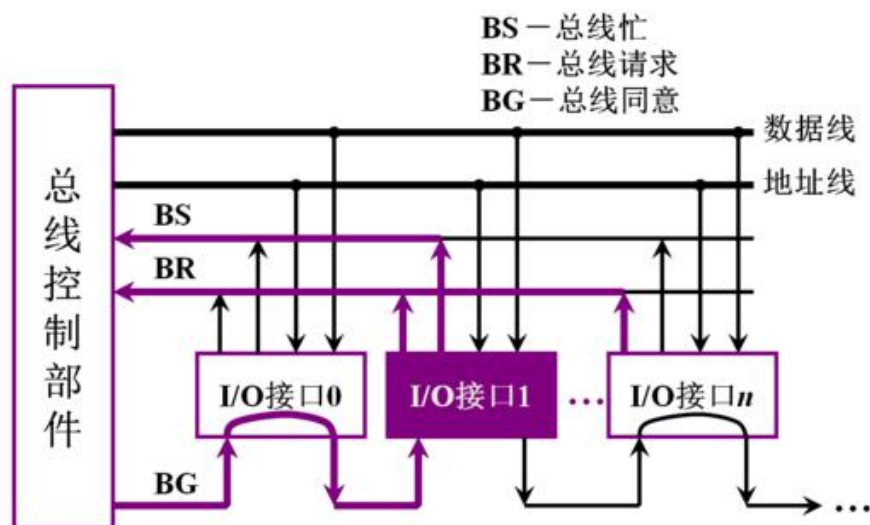 BS－总线忙
BR－总线请求
BG－总线同意
数据线
地址线
总线控制部件
BS
BR
I/O接口0
I/O接口1
…
I/O接口n
BG
…